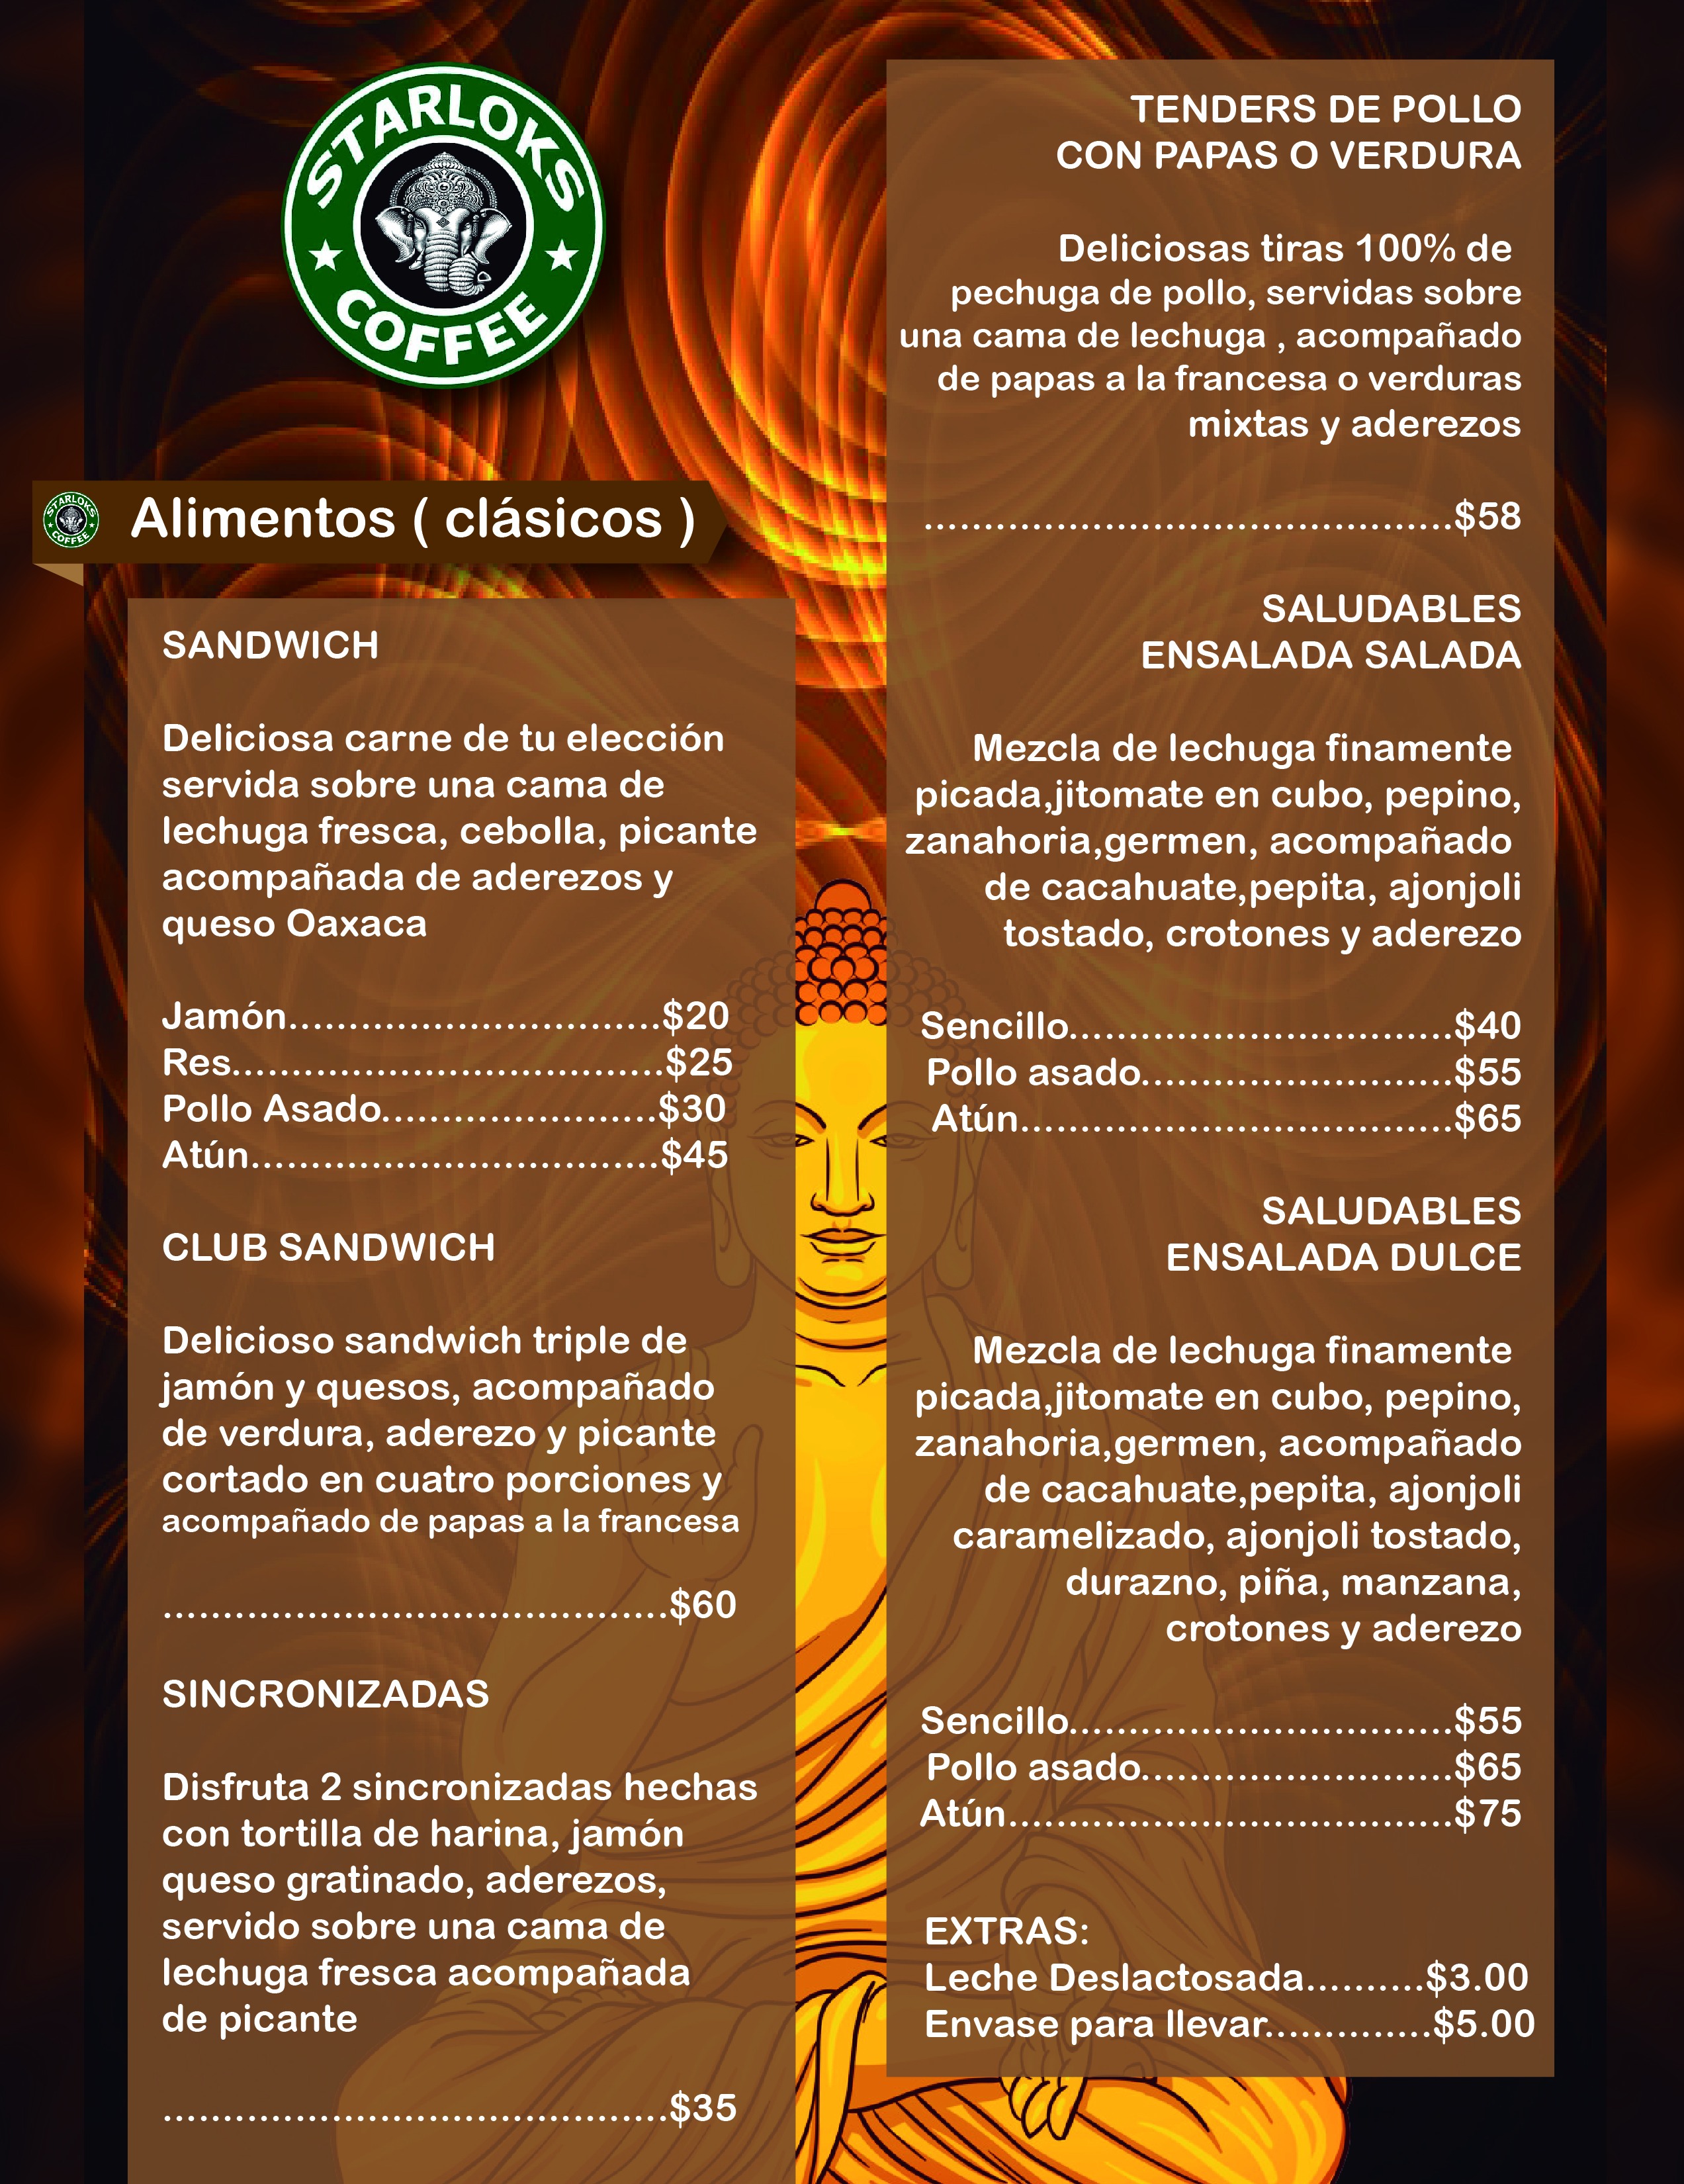 STARLOKS
COFFEE
STARLOKS
COFFEE
Alimentos ( clásicos )
SANDWICH
Deliciosa carne de tu elección
servida sobre una cama de
lechuga fresca, cebolla, picante
acompañada de aderezos y
queso Oaxaca
Jamón...............................$20
Res....................................$25
Pollo Asado.......................$30
Atún..................................$45
CLUB SANDWICH
Delicioso sandwich triple de
jamón y quesos, acompañado
de verdura, aderezo y picante
cortado en cuatro porciones y
acompañado de papas a la francesa
..........................................$60
SINCRONIZADAS
Disfruta 2 sincronizadas hechas
con tortilla de harina, jamón
queso gratinado, aderezos,
servido sobre una cama de
lechuga fresca acompañada
de picante
..........................................$35
TENDERS DE POLLO
CON PAPAS O VERDURA
Deliciosas tiras 100% de
pechuga de pollo, servidas sobre
una cama de lechuga , acompañado
de papas a la francesa o verduras
mixtas y aderezos
............................................$58
SALUDABLES
ENSALADA SALADA
Mezcla de lechuga finamente
picada,jitomate en cubo, pepino,
zanahoria,germen, acompañado
de cacahuate,pepita, ajonjoli
tostado, crotones y aderezo
Sencillo................................$40
Pollo asado..........................$55
Atún....................................$65
SALUDABLES
ENSALADA DULCE
Mezcla de lechuga finamente
picada,jitomate en cubo, pepino,
zanahoria,germen, acompañado
de cacahuate,pepita, ajonjoli
caramelizado, ajonjoli tostado,
durazno, piña, manzana,
crotones y aderezo
Sencillo................................$55
Pollo asado..........................$65
Atún.....................................$75
EXTRAS:
Leche Deslactosada..........$3.00
Envase para llevar..............$5.00